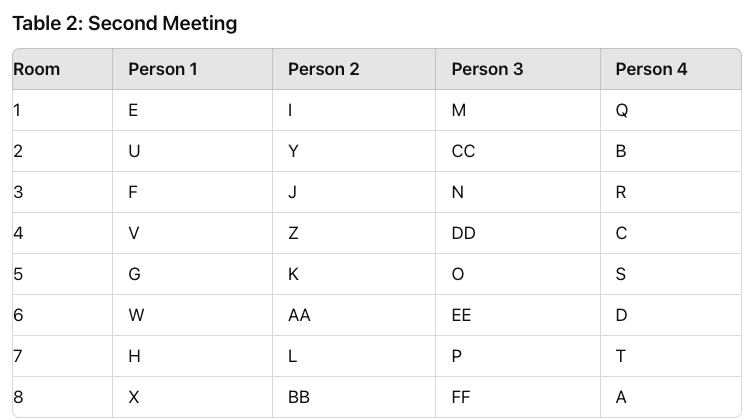 Table 2: Second Meeting
Room Person 1 Person 2 Person 3 Person 4
1 E I M Q
2 U Y CC B
3 F J N R
4 V Z DD C
5 G K O S
6 W AA EE D
7 H L P T
8 X BB FF A